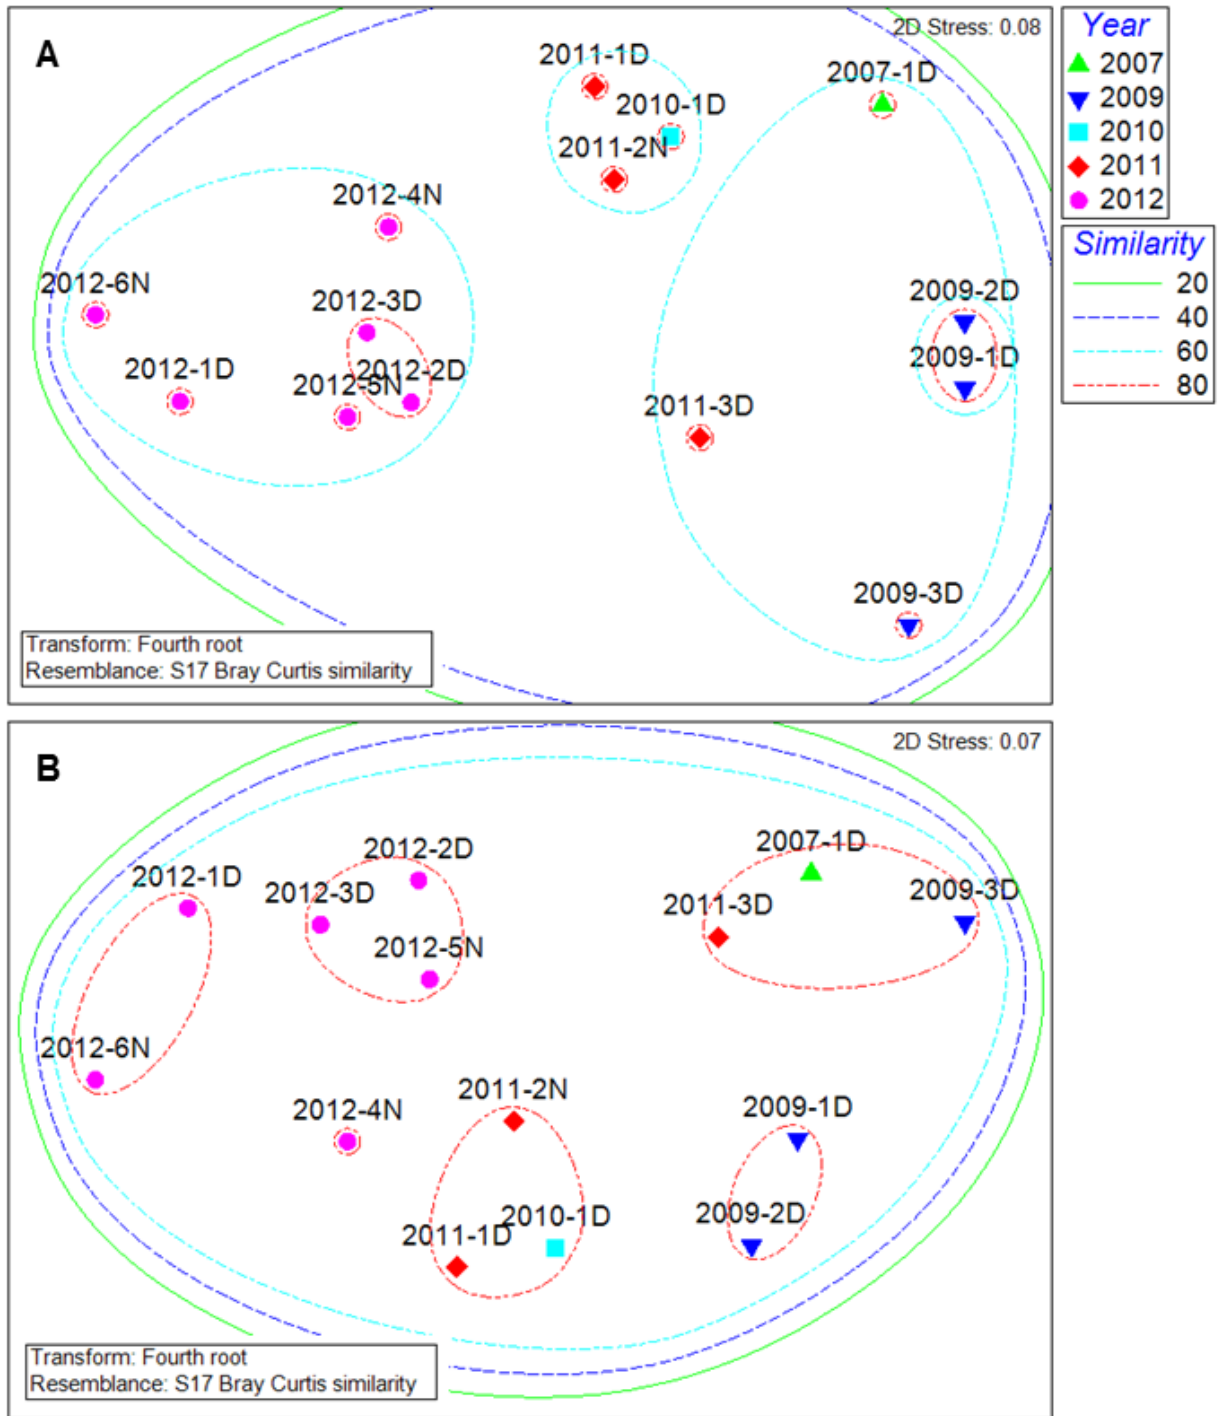 A
2D Stress: 0.08
2011-1D
2007-1D
2010-1D
2011-2N
2012-4N
2012-6N
2012-3D
2009-2D
2012-1D
2012-5N
2012-2D
2009-1D
2011-3D
2009-3D
Transform: Fourth root
Resemblance: S17 Bray Curtis similarity
Year
2007
2009
2010
2011
2012
Similarity
20
40
60
80
B
2D Stress: 0.07
2012-2D
2007-1D
2012-1D
2012-3D
2009-3D
2011-3D
2012-5N
2012-6N
2012-4N
2011-2N
2009-1D
2011-1D
2010-1D
2009-2D
Transform: Fourth root
Resemblance: S17 Bray Curtis similarity